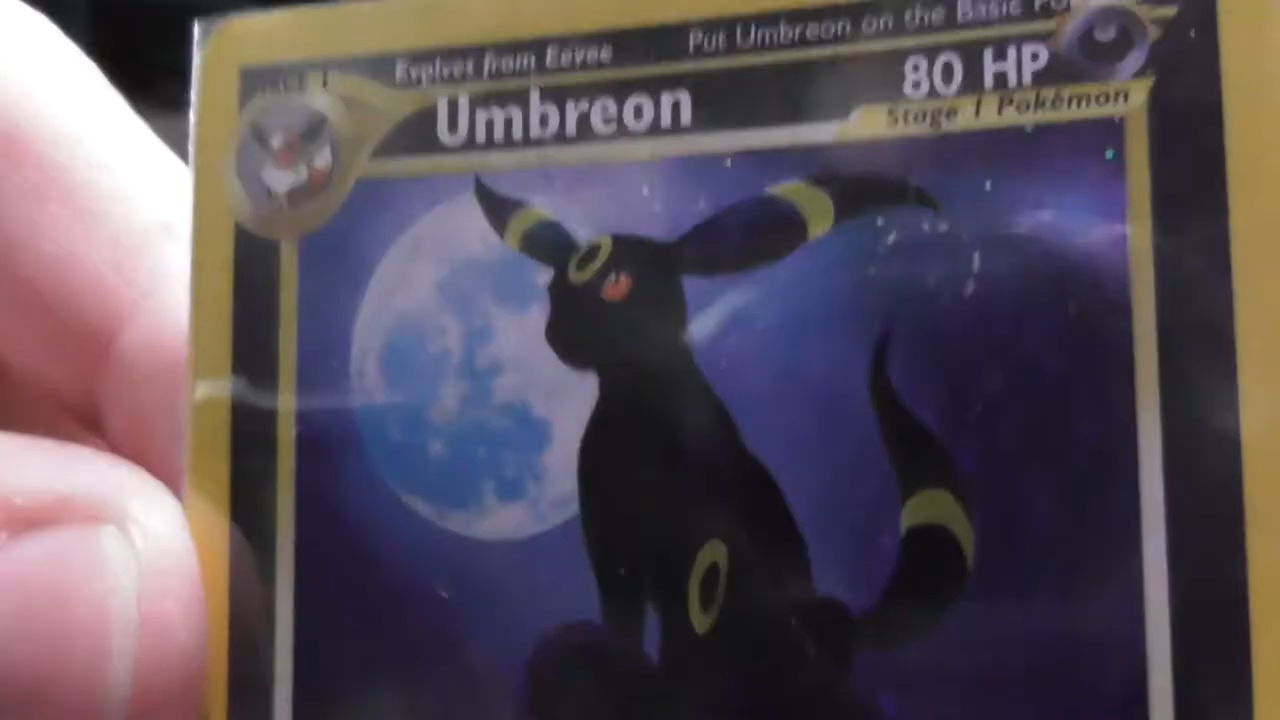 Evolves from Eevee Put Umbreon on the Basic
Umbreon 80 HP
Stage 1 Pokémon